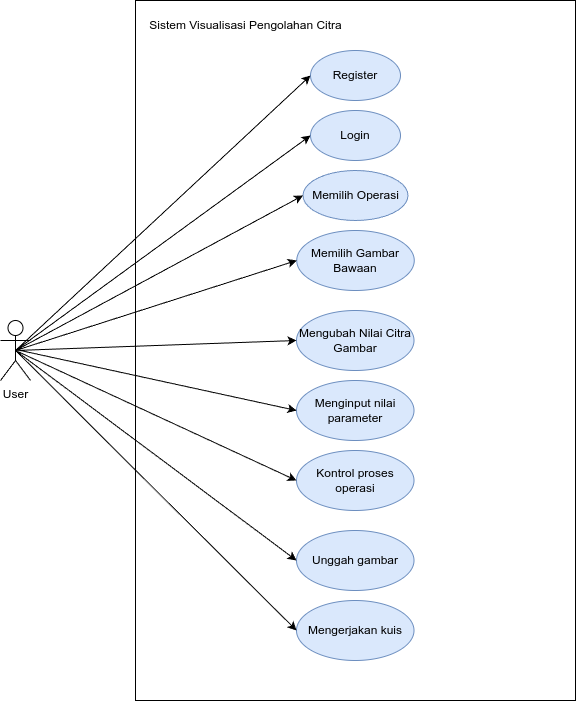 Sistem Visualisasi Pengolahan Citra
Register
Login
Memilih Operasi
Memilih Gambar
Bawaan
Mengubah Nilai Citra
Gambar
Menginput nilai
parameter
Kontrol proses
operasi
Unggah gambar
Mengerjakan kuis
User